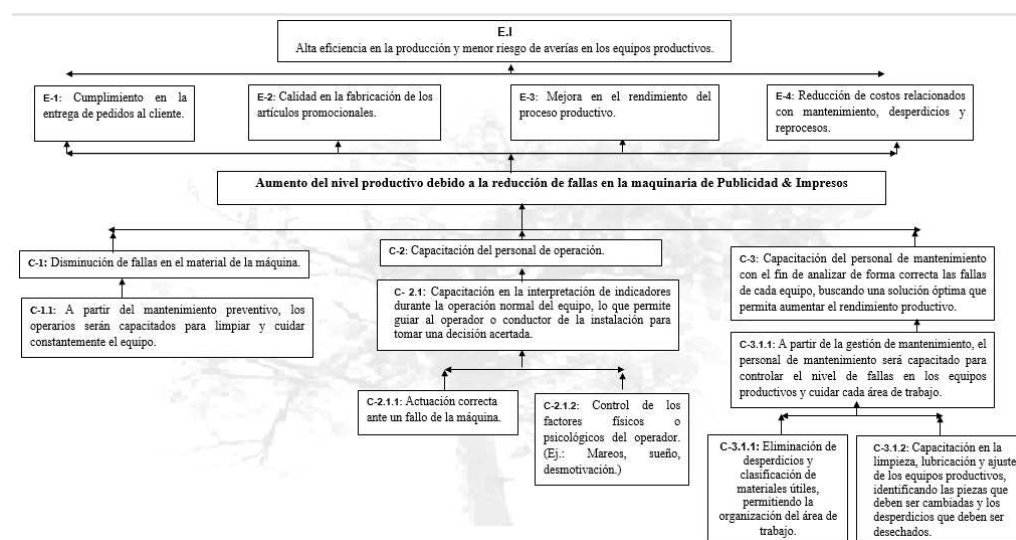 E.I
Alta eficiencia en la producción y menor riesgo de averías en los equipos productivos.
E-1: Cumplimiento en la
entrega de pedidos al cliente.
E-2: Calidad en la fabricación de los
artículos promocionales.
E-3: Mejora en el rendimiento del
proceso productivo.
E-4: Reducción de costos relacionados
con mantenimiento, desperdicios y
reprocesos.
Aumento del nivel productivo debido a la reducción de fallas en la maquinaria de Publicidad & Impresos
C-1: Disminución de fallas en el material de la máquina.
C-1.1: A partir del mantenimiento preventivo, los
operarios serán capacitados para limpiar y cuidar
constantemente el equipo.
C-2: Capacitación del personal de operación.
C- 2.1: Capacitación en la interpretación de indicadores
durante la operación normal del equipo, lo que permite
guiar al operador o conductor de la instalación para
tomar una decisión acertada.
C-2.1.1: Actuación correcta
ante un fallo de la máquina.
C-2.1.2: Control de los
factores físicos o
psicológicos del operador.
(Ej.: Mareos, sueño,
desmotivación.)
C-3: Capacitación del personal de mantenimiento
con el fin de analizar de forma correcta las fallas
de cada equipo, buscando una solución óptima que
permita aumentar el rendimiento productivo.
C-3.1.1: A partir de la gestión de mantenimiento, el
personal de mantenimiento será capacitado para
controlar el nivel de fallas en los equipos
productivos y cuidar cada área de trabajo.
C-3.1.1: Eliminación de
desperdicios y
clasificación de
materiales útiles,
permitiendo la
organización del área de
trabajo.
C-3.1.2: Capacitación en la
limpieza, lubricación y ajuste
de los equipos productivos,
identificando las piezas que
deben ser cambiadas y los
desperdicios que deben ser
desechados.